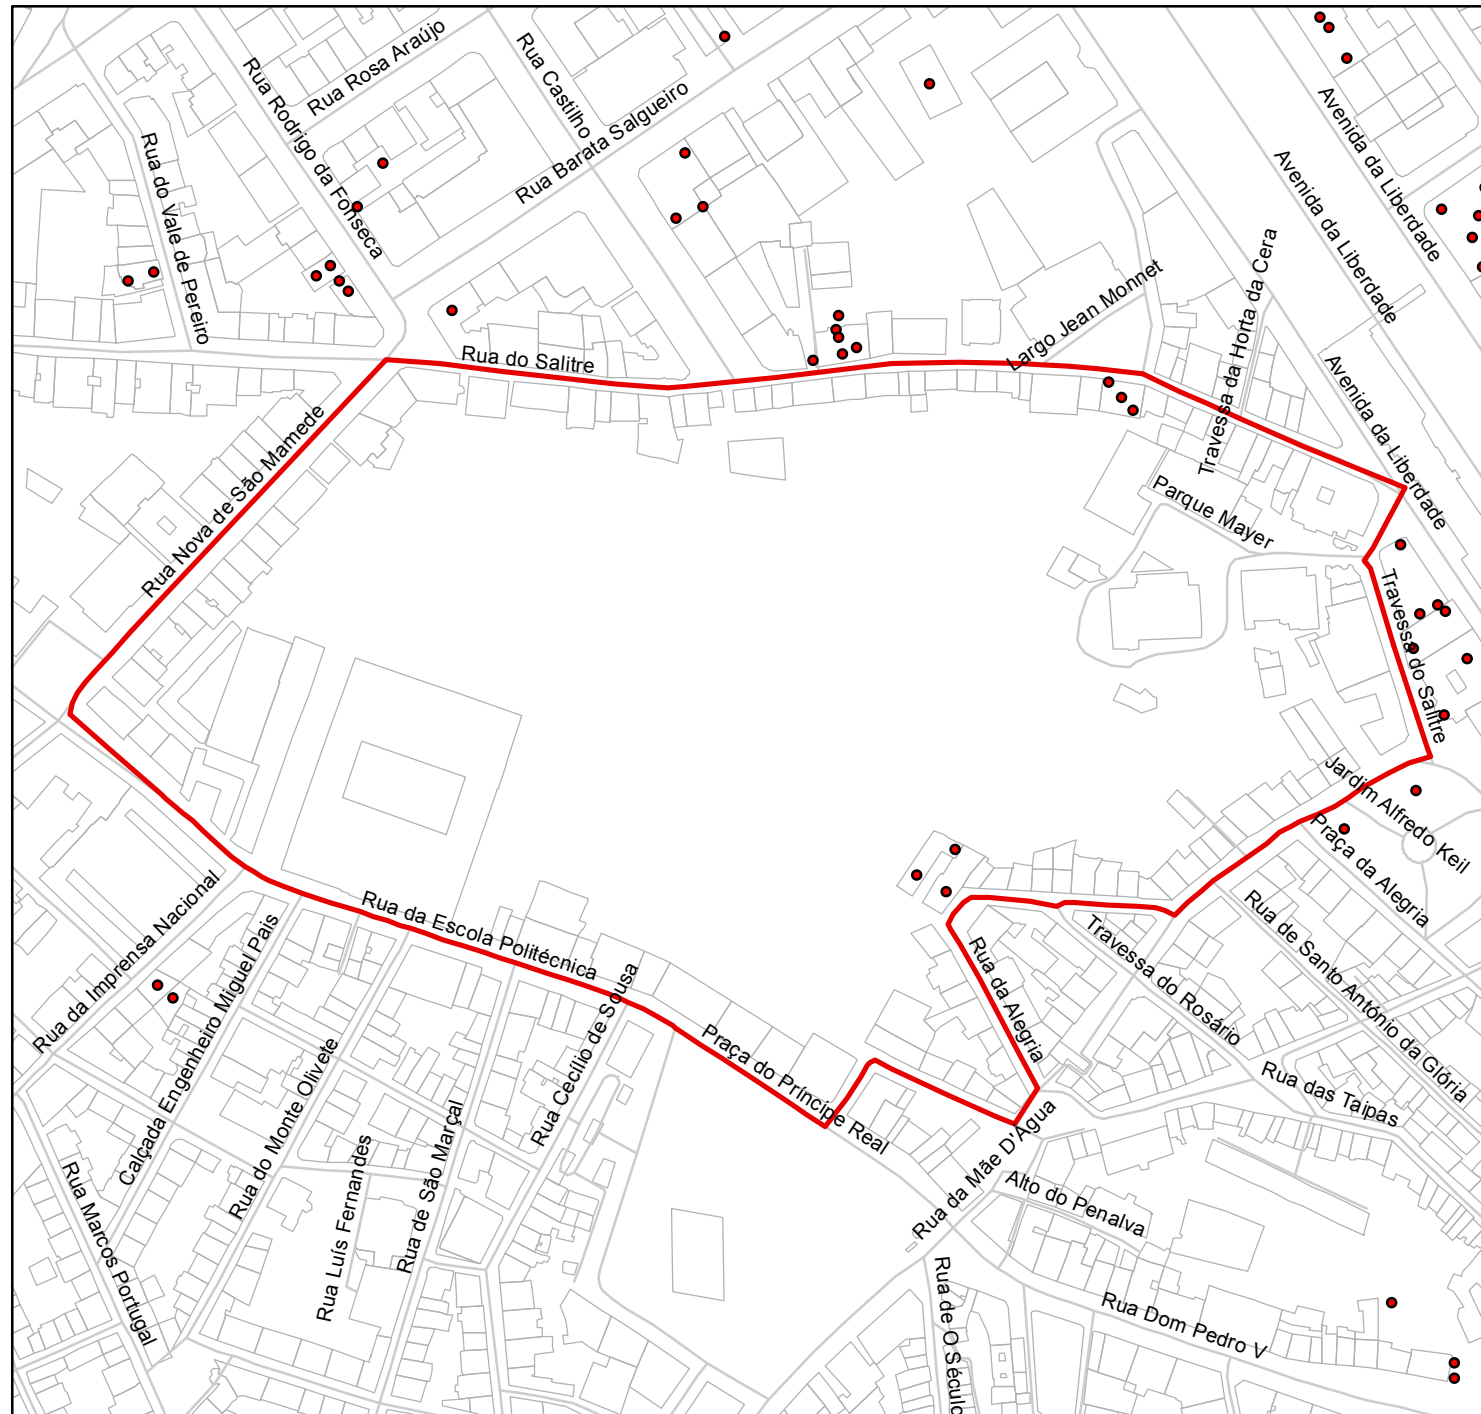 Rua Rosa Araújo
Rua Castilho
Rua Rodrigo da Fonseca
Rua Barata Salgueiro
Rua do Vale de Pereiro
Avenida da Liberdade
Avenida da Liberdade
Travessa da Horta da Cera
Largo Jean Monnet
Rua do Salitre
Avenida da Liberdade
Rua Nova de São Mamede
Parque Mayer
Travessa do Salitre
Jardim Alfredo Keil
Praça da Alegria
Rua da Imprensa Nacional
Rua da Escola Politécnica
Rua de Santo António da Glória
Travessa do Rosário
Rua da Alegria
Calçada Engenheiro Miguel Pais
Rua Cecílio de Sousa
Praça do Príncipe Real
Rua do Monte Olivete
Rua das Taipas
Rua de São Marçal
Rua da Mãe D'Água
Rua Luís Fernandes
Alto do Penalva
Rua Marcos Portugal
Rua de O Século
Rua Dom Pedro V